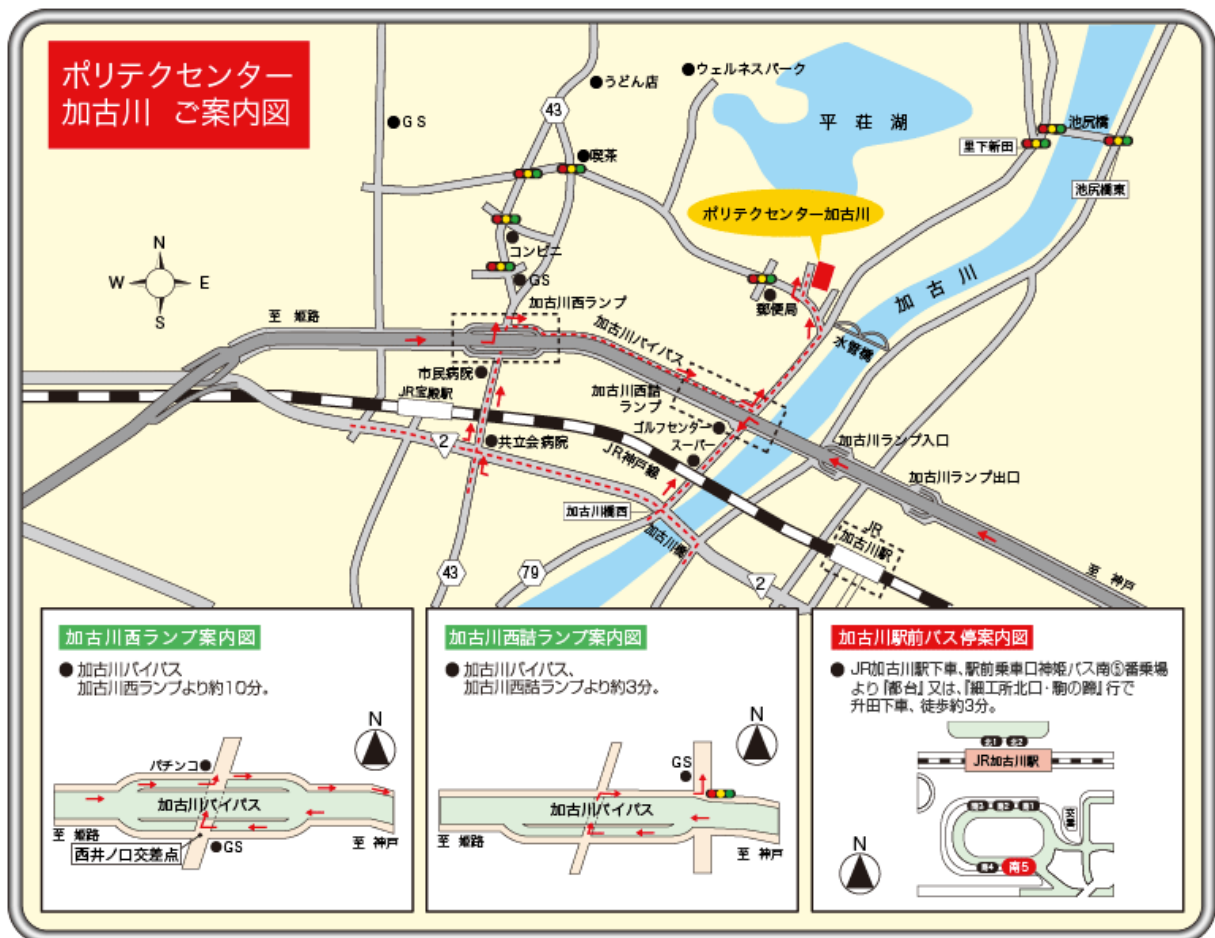 ポリテクセンター
加古川 ご案内図
うどん店
ウェルネスパーク
GS
43
平荘湖
池尻橋
里下新田
喫茶
池尻橋東
ポリテクセンター加古川
コンビニ
N
W
E
S
GS
加古川
加古川西ランプ
郵便局
至 姫路
加古川バイパス
水管橋
市民病院
加古川西詰
ランプ
JR宝殿駅
ゴルフセンター
スーパー
2
共立会病院
加古川ランプ入口
JR神戸線
加古川ランプ出口
加古川橋西
加古川橋
JR
加古川駅
43
79
2
至 神戸
加古川西ランプ案内図
● 加古川バイパス
加古川西ランプより約10分。
N
パチンコ
加古川バイパス
至 姫路
至 神戸
西井ノ口交差点
GS
加古川西詰ランプ案内図
● 加古川バイパス、
加古川西詰ランプより約3分。
N
GS
加古川バイパス
至 姫路
至 神戸
加古川駅前バス停案内図
● JR加古川駅下車、駅前乗車口神姫バス南⑤番乗場
より『都台』又は、『細工所北口・駒の蹄』行で
升田下車、徒歩約3分。
北1
北2
JR加古川駅
南3
南2
南1
交番
N
南4
南5